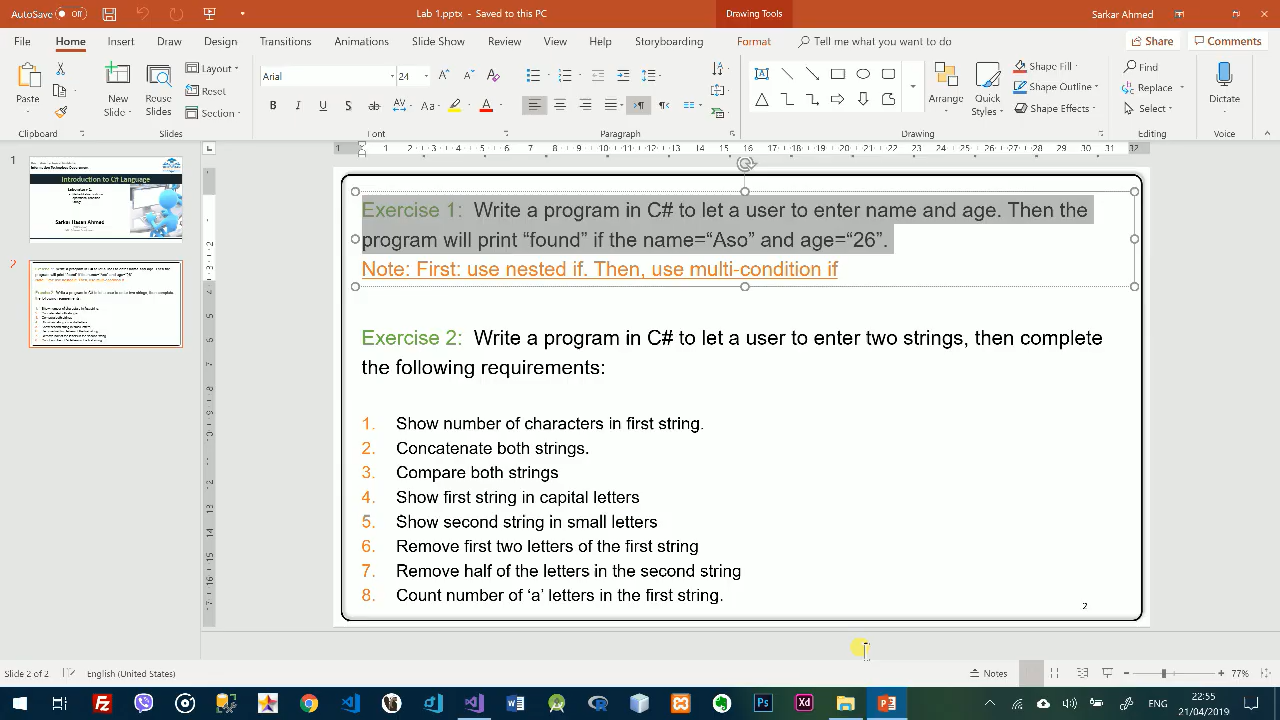 AutoSave Off
Lab 1.pptx - Saved to this PC
Drawing Tools
Sarkar Ahmed
File Home Insert Draw Design Transitions Animations Slide Show Review View Help Storyboarding Format Tell me what you want to do Share Comments
Paste
New Slide
Reuse Slides
Layout
Reset
Section
Arial 24
Arrange
Quick Styles
Shape Fill
Shape Outline
Shape Effects
Find
Replace
Select
Dictate
Clipboard Slides Font Paragraph Drawing Editing Voice
1
Introduction to C# Language
Sarkar Hasan Ahmed
2
Exercise 1: Write a program in C# to let a user to enter name and age. Then the
program will print “found” if the name=“Aso” and age=“26”.
Note: First: use nested if. Then, use multi-condition if
Exercise 2: Write a program in C# to let a user to enter two strings, then complete
the following requirements:
1. Show number of characters in first string.
2. Concatenate both strings.
3. Compare both strings
4. Show first string in capital letters
5. Show second string in small letters
6. Remove first two letters of the first string
7. Remove half of the letters in the second string
8. Count number of ‘a’ letters in the first string.
2
Slide 2 of 2 English (United States) Notes 77%
ENG
22:55
21/04/2019